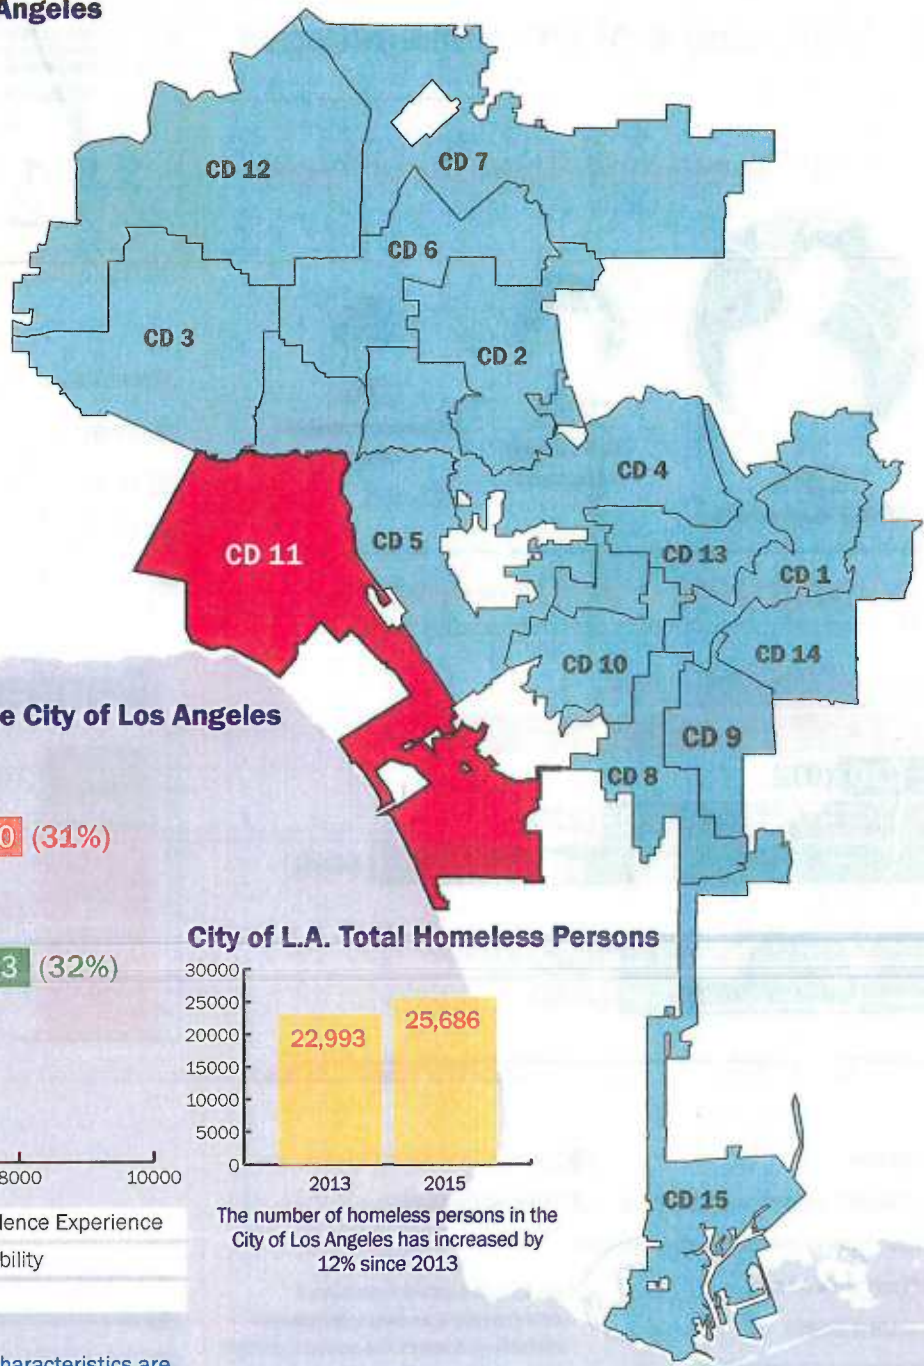 Angeles
CD 12
CD 7
CD 6
CD 3
CD 2
CD 4
CD 5
CD 11
CD 13
CD 1
CD 14
CD 10
CD 9
CD 8
e City of Los Angeles
0 (31%)
3 (32%)
City of L.A. Total Homeless Persons
30000
25000
20000
15000
10000
5000
0
22,993
25,686
2013
2015
8000
10000
lence Experience
bility
The number of homeless persons in the
City of Los Angeles has increased by
12% since 2013
CD 15
haracteristics are